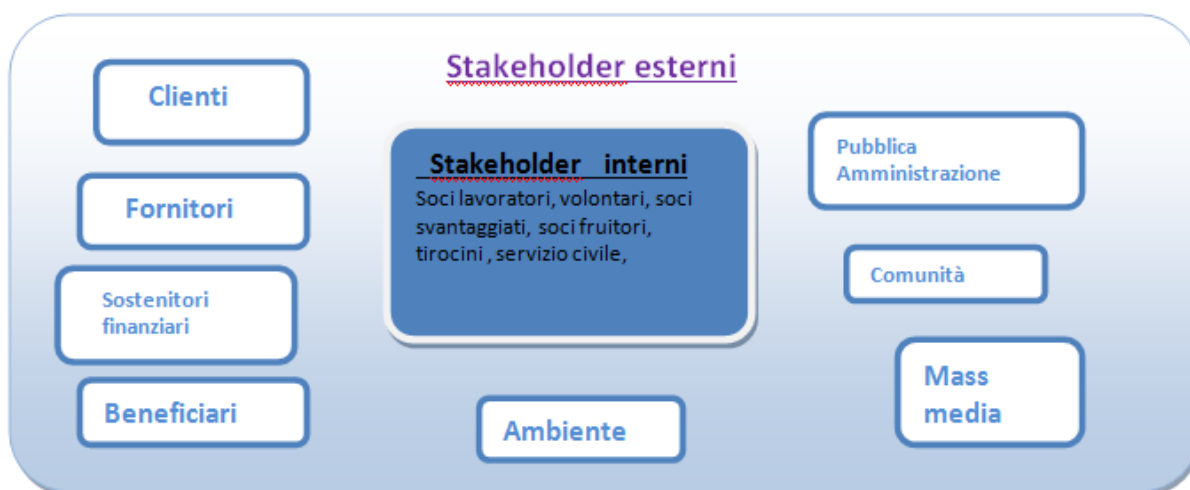 Stakeholder esterni
Clienti
Fornitori
Sostenitori
finanziari
Beneficiari
Stakeholder interni
Soci lavoratori, volontari, soci
svantaggiati, soci fruitori,
tirocini , servizio civile,
Ambiente
Pubblica
Amministrazione
Comunità
Mass
media